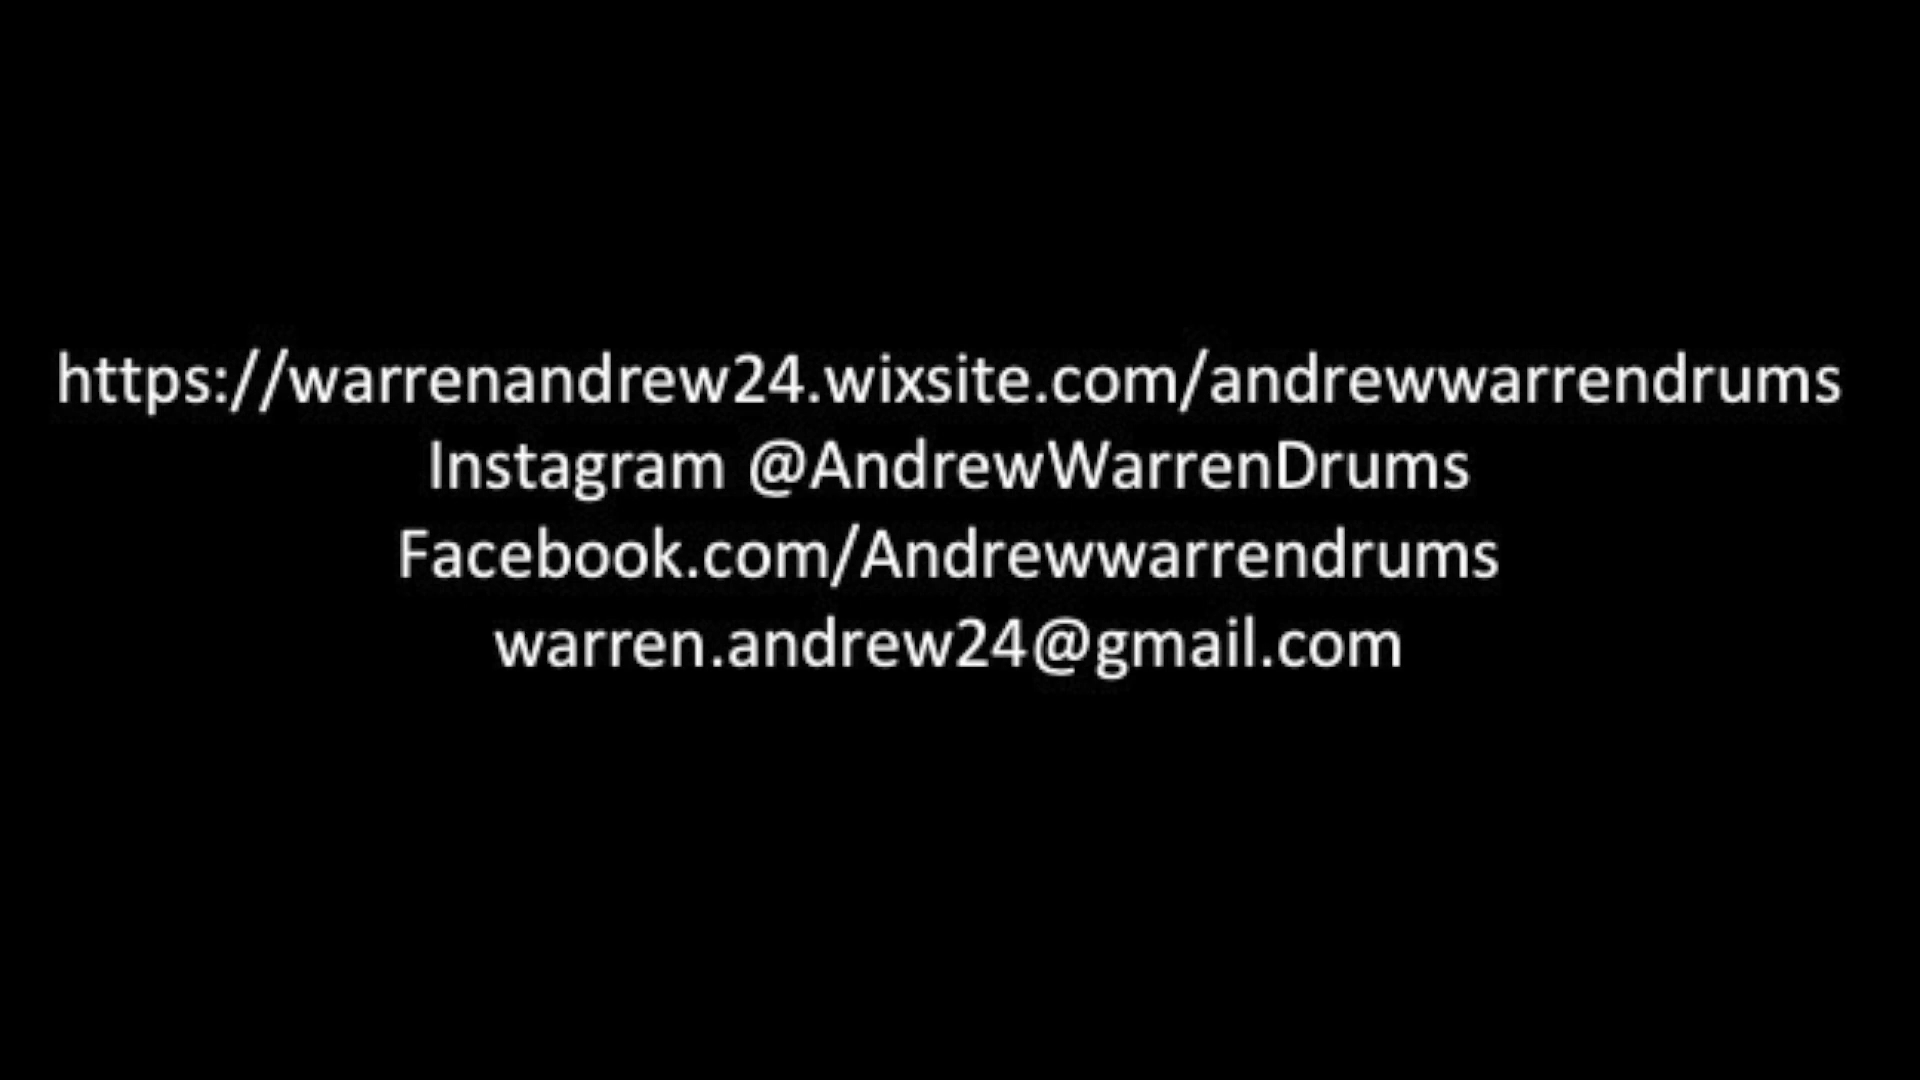 https://warrenandrew24.wixsite.com/andrewwarrendrums
Instagram @AndrewWarrenDrums
Facebook.com/Andrewwarrendrums
warren.andrew24@gmail.com